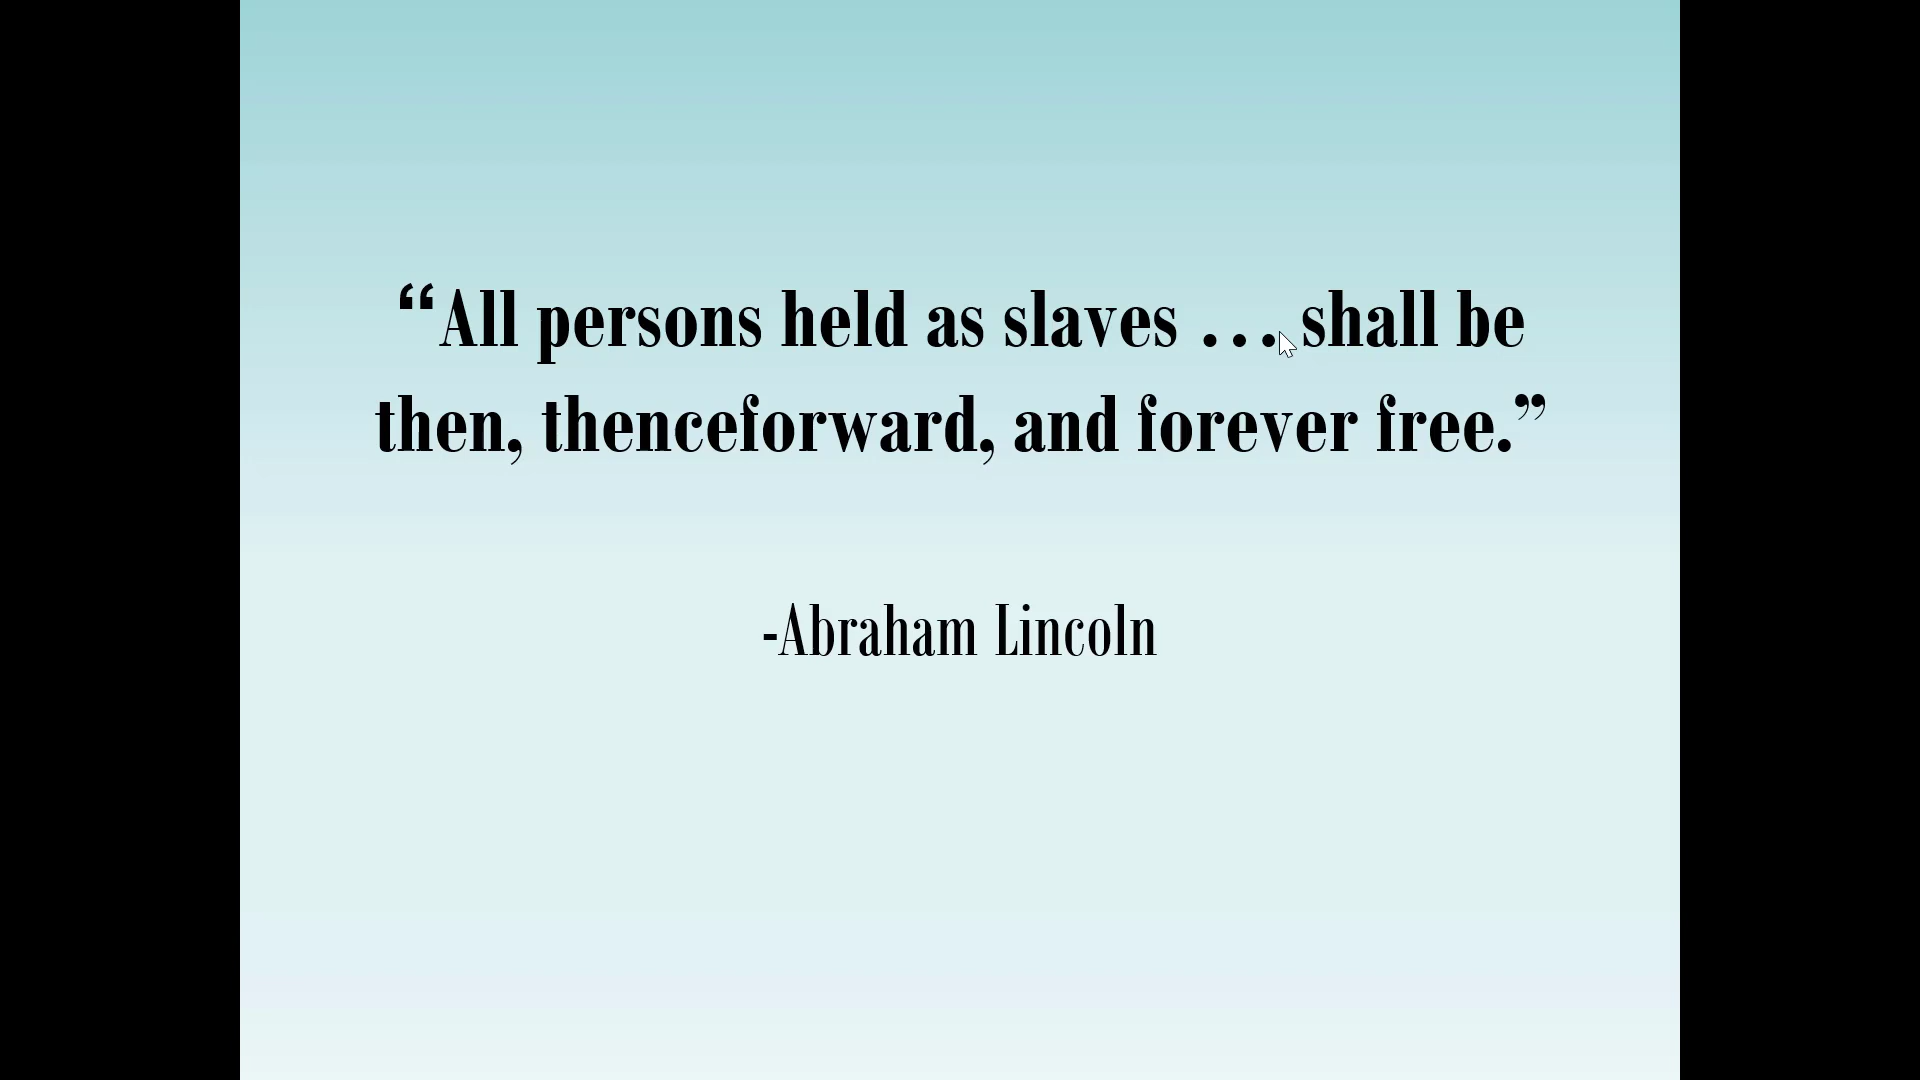 “All persons held as slaves … shall be
then, thenceforward, and forever free.”
-Abraham Lincoln